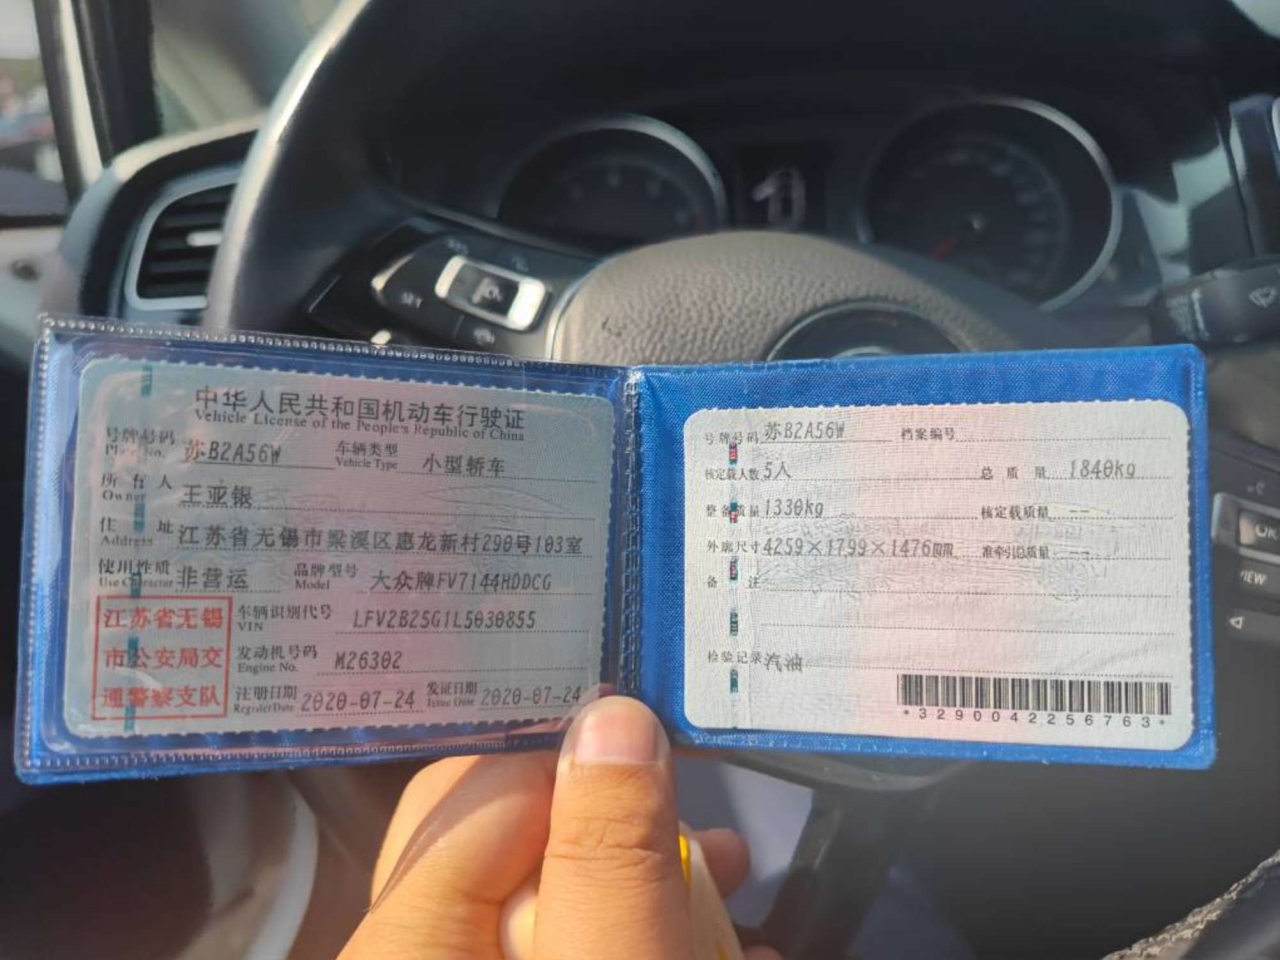 中华人民共和国机动车行驶证
Vehicle License of the People's Republic of China
号牌号码 苏B2A56W 车辆类型 小型轿车
Plate No. Vehicle Type
所有人 王亚银
Owner
住址 江苏省无锡市梁溪区惠龙新村290号103室
Address
使用性质 非营运 品牌型号 大众牌FV7144HDDCG
Use Character Model
江苏省无锡
市公安局交
通警察支队
车辆识别代号 LFV2B25G1L5030855
VIN
发动机号码 M26302
Engine No.
注册日期 2020-07-24 发证日期 2020-07-24
Register Date Issue Date
号牌号码 苏B2A56W 档案编号
核定载人数 5人 总质量 1840kg
整备质量 1330kg 核定载质量 --
外廓尺寸 4259×1799×1476mm 准牵引总质量 --
备注
检验记录 汽油
*3290042256763*
SET
OK
VIEW